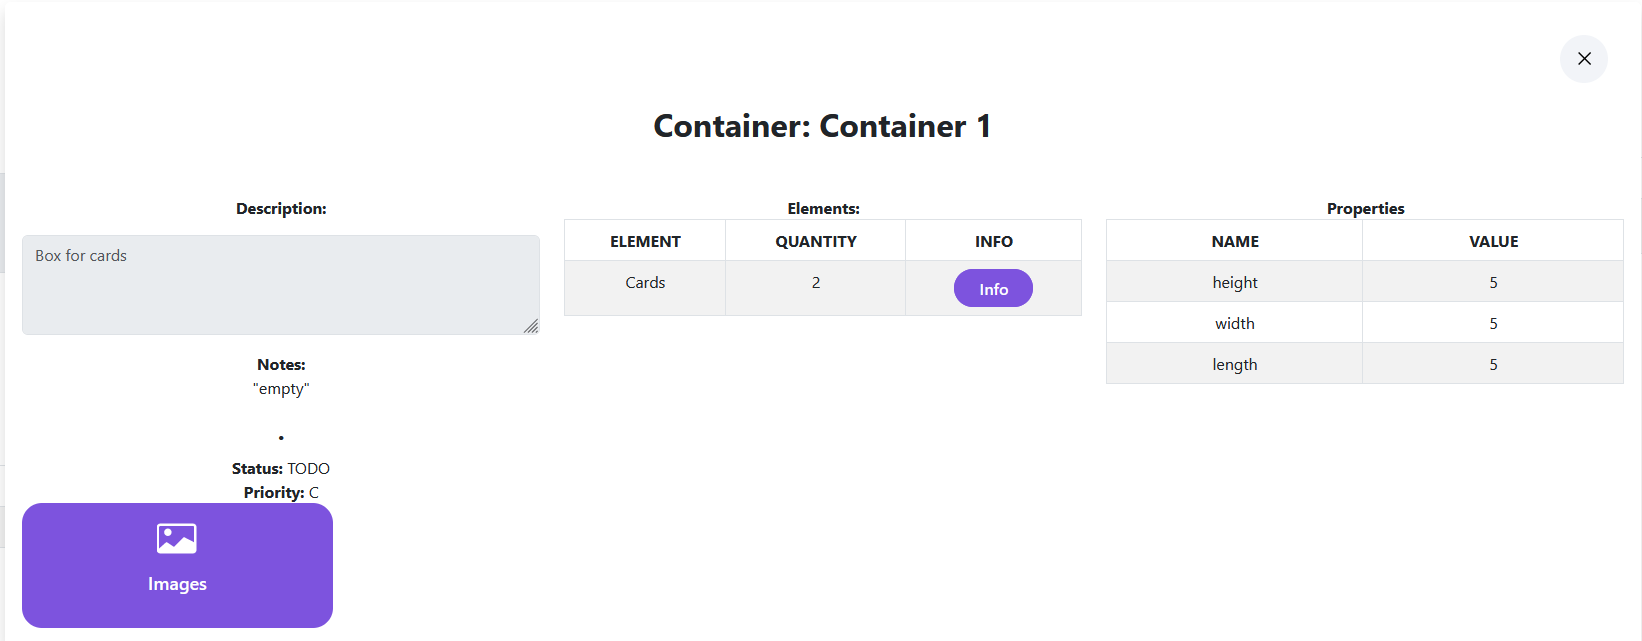 Container: Container 1
Description:
Box for cards
Notes:
"empty"
.
Status: TODO
Priority: C
Images
Elements:
ELEMENT QUANTITY INFO
Cards 2 Info
Properties
NAME VALUE
height 5
width 5
length 5